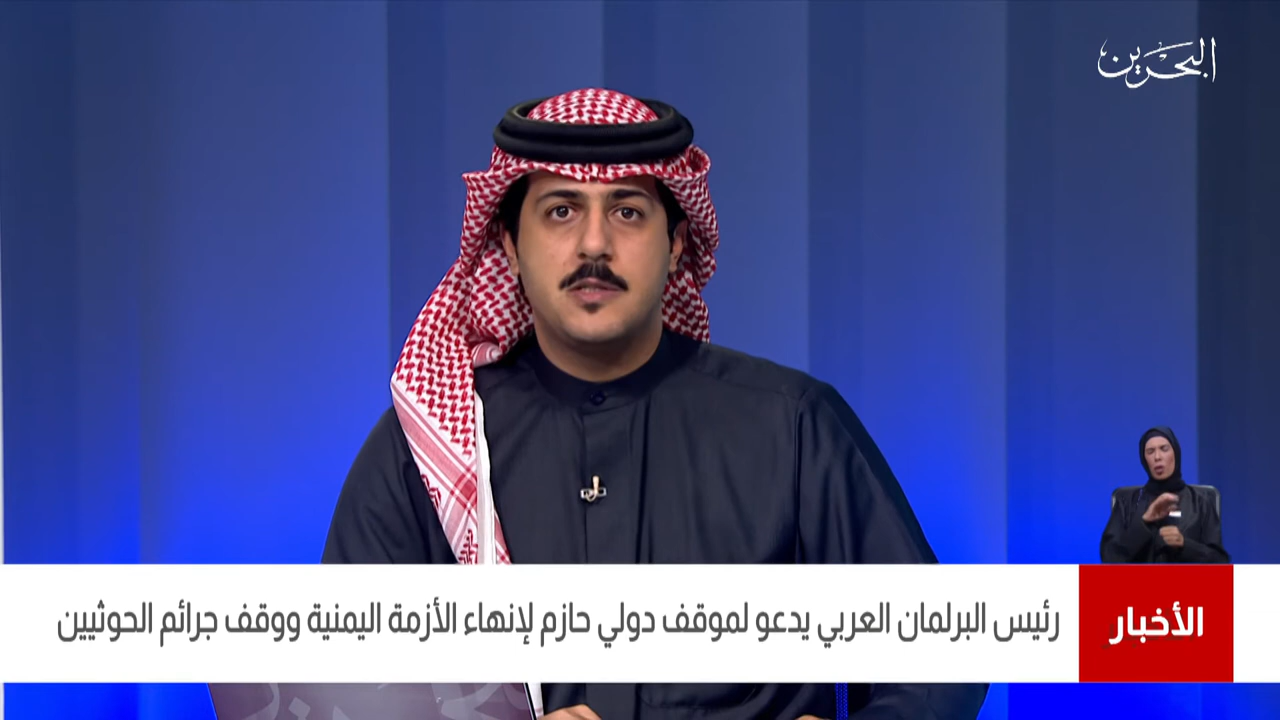 البحرين
الأخبار
رئيس البرلمان العربي يدعو لموقف دولي حازم لإنهاء الأزمة اليمنية ووقف جرائم الحوثيين